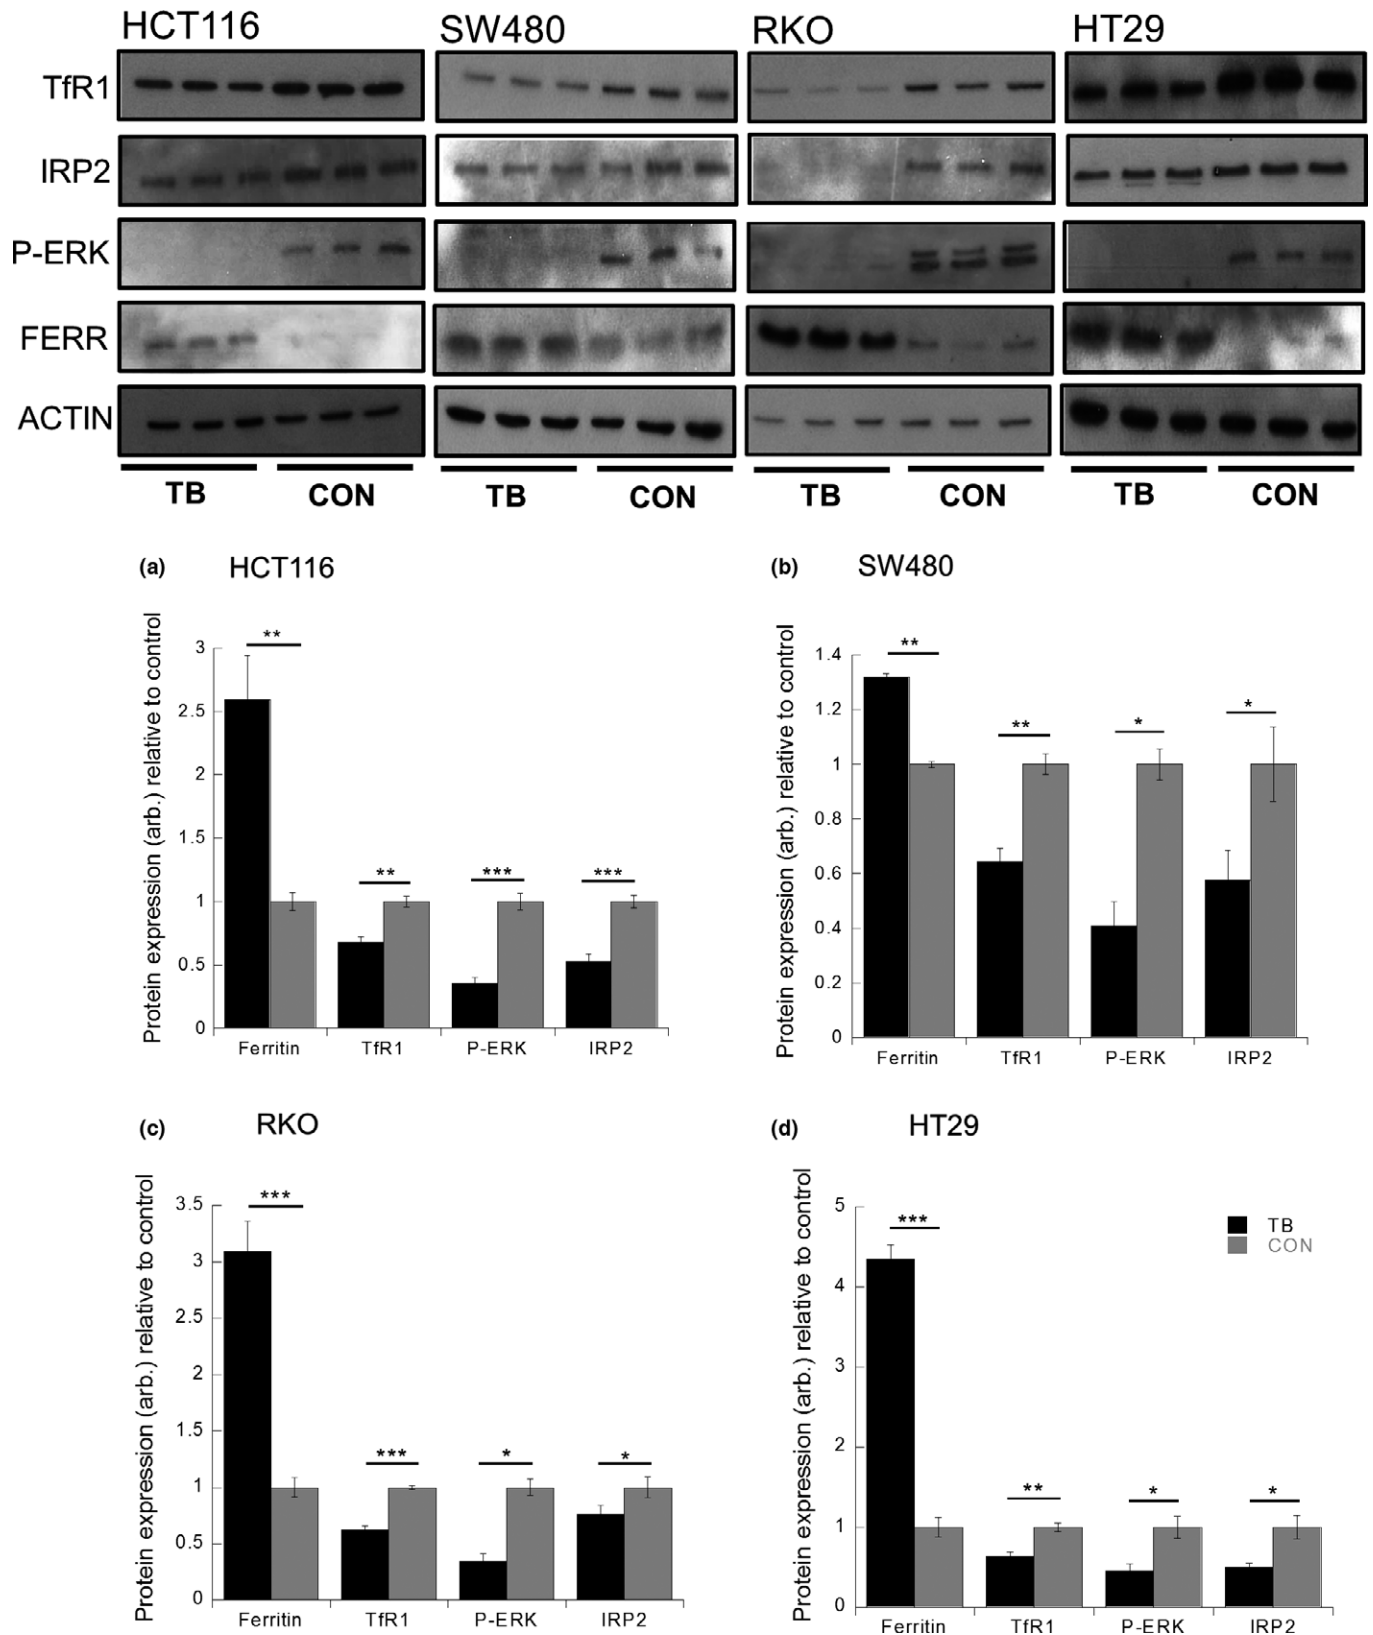 HCT116 SW480 RKO HT29
TfR1
IRP2
P-ERK
FERR
ACTIN
TB CON TB CON TB CON TB CON
(a) HCT116
Protein expression (arb.) relative to control
3
2.5
2
1.5
1
0.5
0
** ** *** ***
Ferritin TfR1 P-ERK IRP2
(b) SW480
Protein expression (arb.) relative to control
1.4
1.2
1
0.8
0.6
0.4
0.2
0
** ** * *
Ferritin TfR1 P-ERK IRP2
(c) RKO
Protein expression (arb.) relative to control
3.5
3
2.5
2
1.5
1
0.5
0
*** *** * *
Ferritin TfR1 P-ERK IRP2
(d) HT29
Protein expression (arb.) relative to control
5
4
3
2
1
0
*** ** * *
TB
CON
Ferritin TfR1 P-ERK IRP2